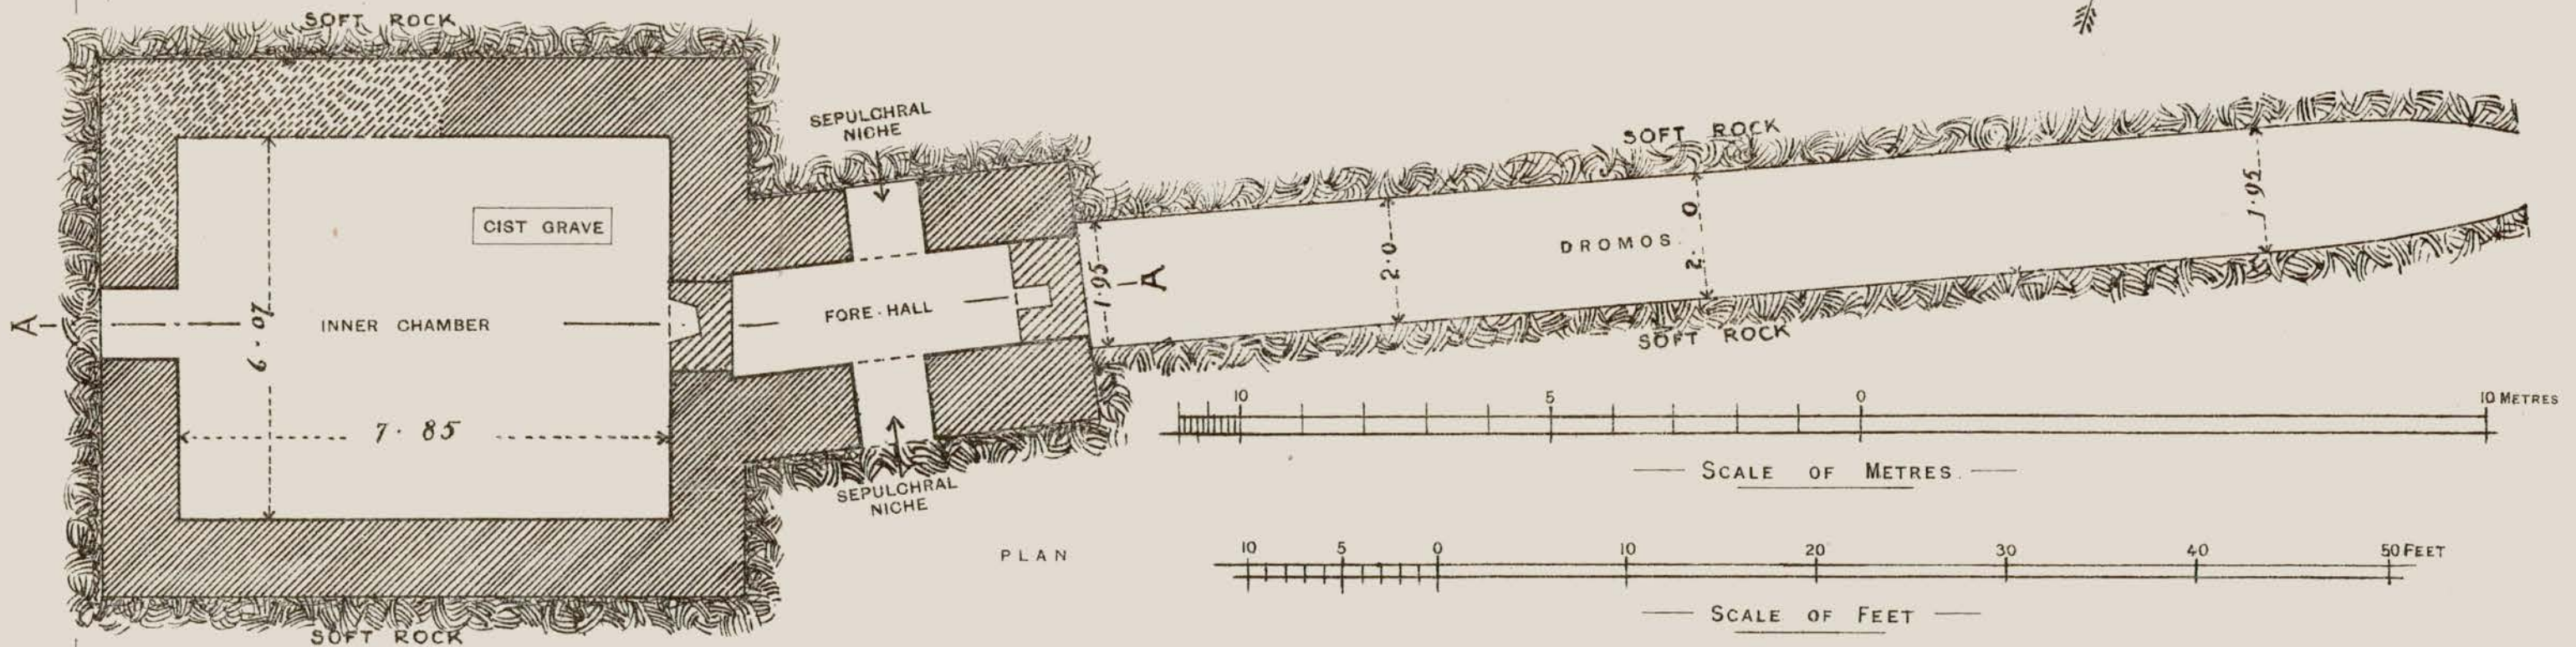 SOFT ROCK
SEPULCHRAL
NICHE
SOFT ROCK
CIST GRAVE
1·95
2·0
2·0
DROMOS
1·95
A
INNER CHAMBER
6·07
FORE-HALL
A
SOFT ROCK
7·85
10 5 0 10 METRES
SCALE OF METRES.
SEPULCHRAL
NICHE
PLAN
10 5 0 10 20 30 40 50 FEET
SCALE OF FEET
SOFT ROCK